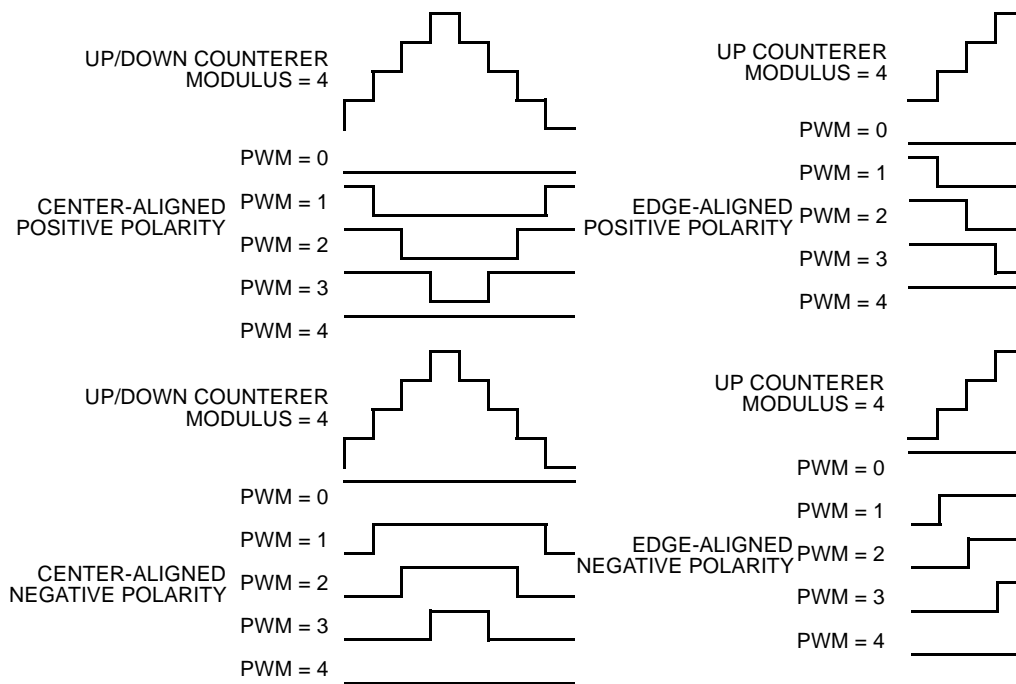 UP/DOWN COUNTERER
MODULUS = 4
PWM = 0
PWM = 1
CENTER-ALIGNED
POSITIVE POLARITY
PWM = 2
PWM = 3
PWM = 4
UP COUNTERER
MODULUS = 4
PWM = 0
PWM = 1
EDGE-ALIGNED
POSITIVE POLARITY
PWM = 2
PWM = 3
PWM = 4
UP/DOWN COUNTERER
MODULUS = 4
PWM = 0
PWM = 1
CENTER-ALIGNED
NEGATIVE POLARITY
PWM = 2
PWM = 3
PWM = 4
UP COUNTERER
MODULUS = 4
PWM = 0
PWM = 1
EDGE-ALIGNED
NEGATIVE POLARITY
PWM = 2
PWM = 3
PWM = 4